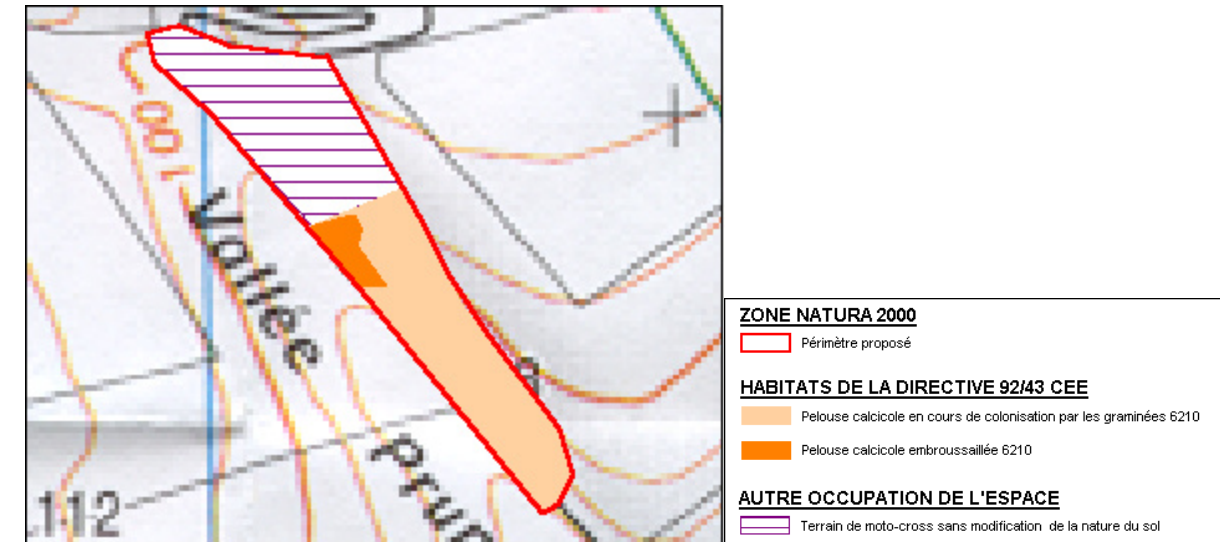 100
Vallée
Prun
112
ZONE NATURA 2000
Périmètre proposé
HABITATS DE LA DIRECTIVE 92/43 CEE
Pelouse calcicole en cours de colonisation par les graminées 6210
Pelouse calcicole embroussaillée 6210
AUTRE OCCUPATION DE L'ESPACE
Terrain de moto-cross sans modification de la nature du sol